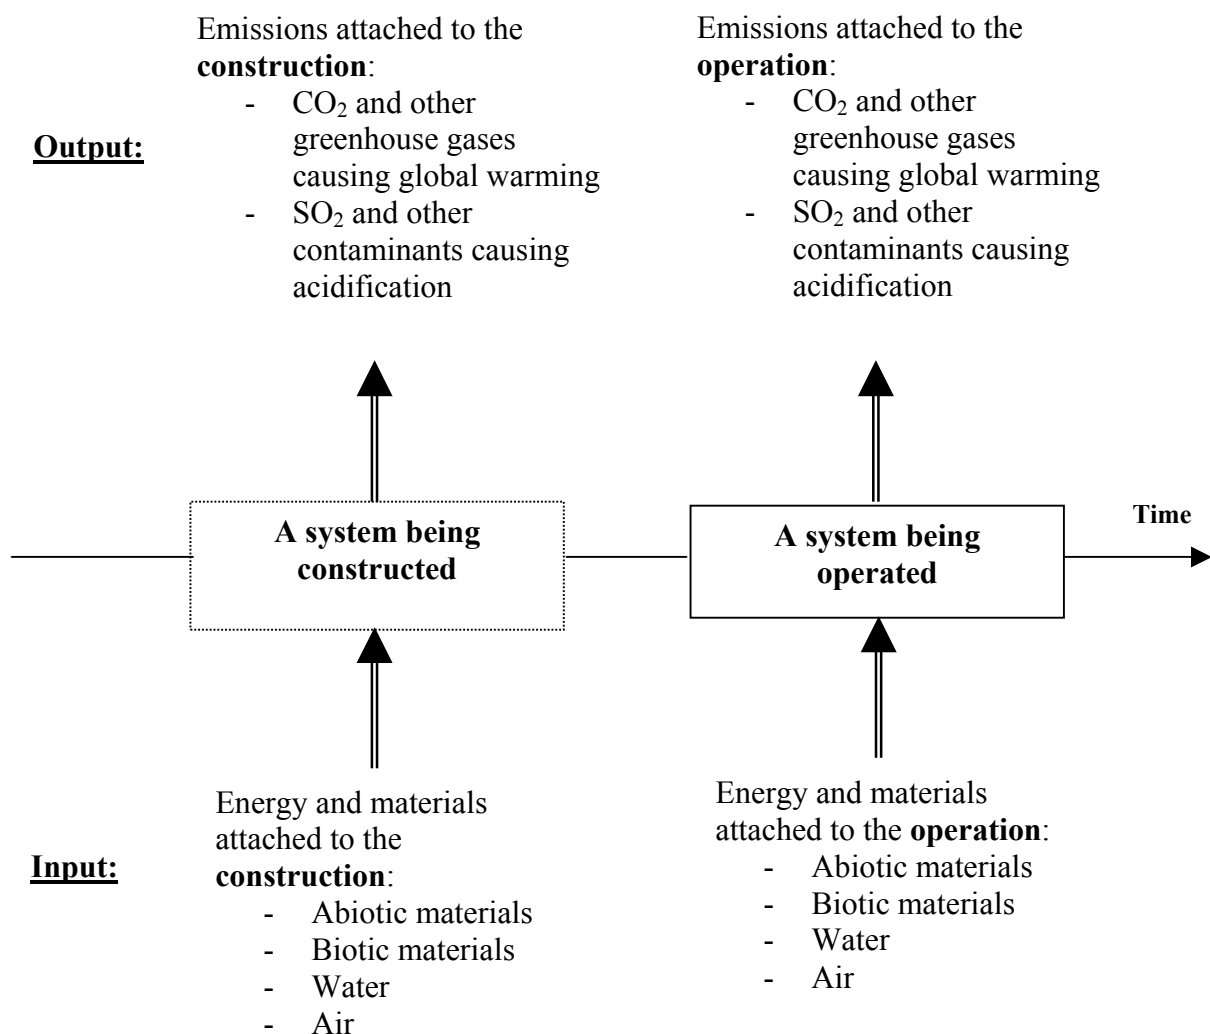 Emissions attached to the
construction:
- CO₂ and other
greenhouse gases
causing global warming
- SO₂ and other
contaminants causing
acidification
Emissions attached to the
operation:
- CO₂ and other
greenhouse gases
causing global warming
- SO₂ and other
contaminants causing
acidification
Output:
A system being
constructed
A system being
operated
Time
Input:
Energy and materials
attached to the
construction:
- Abiotic materials
- Biotic materials
- Water
- Air
Energy and materials
attached to the operation:
- Abiotic materials
- Biotic materials
- Water
- Air